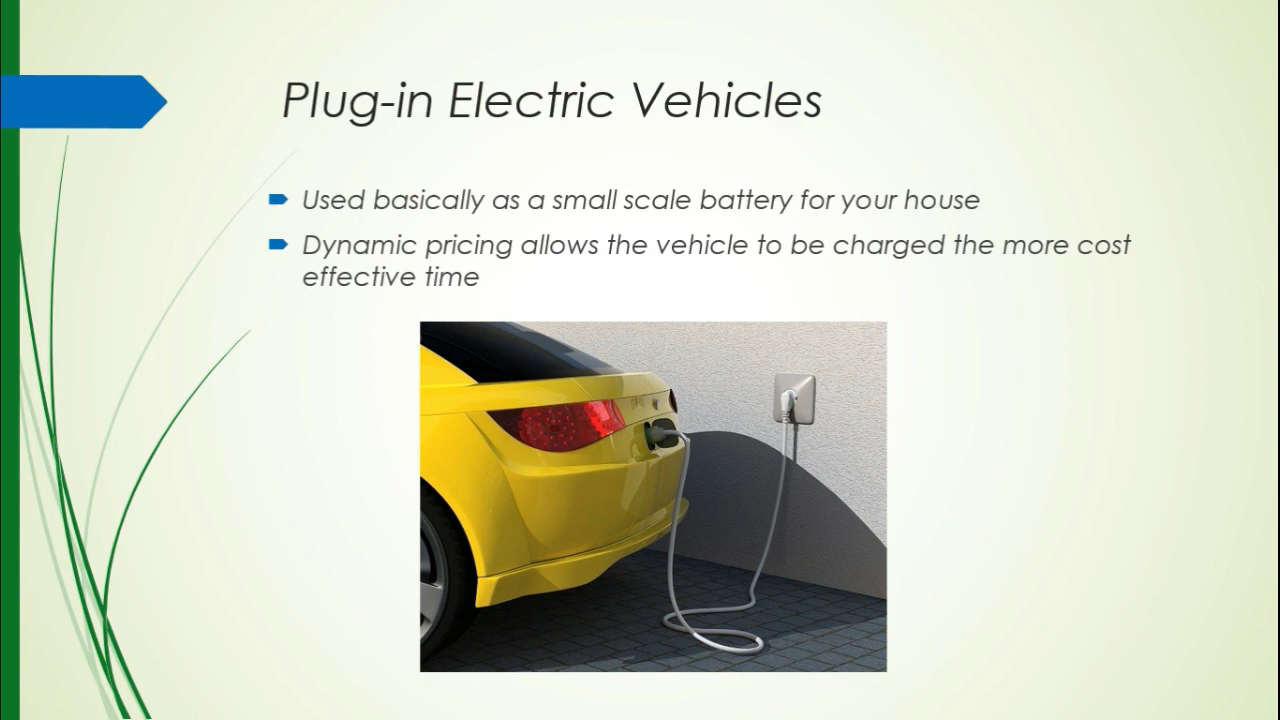 Plug-in Electric Vehicles
Used basically as a small scale battery for your house
Dynamic pricing allows the vehicle to be charged the more cost
effective time